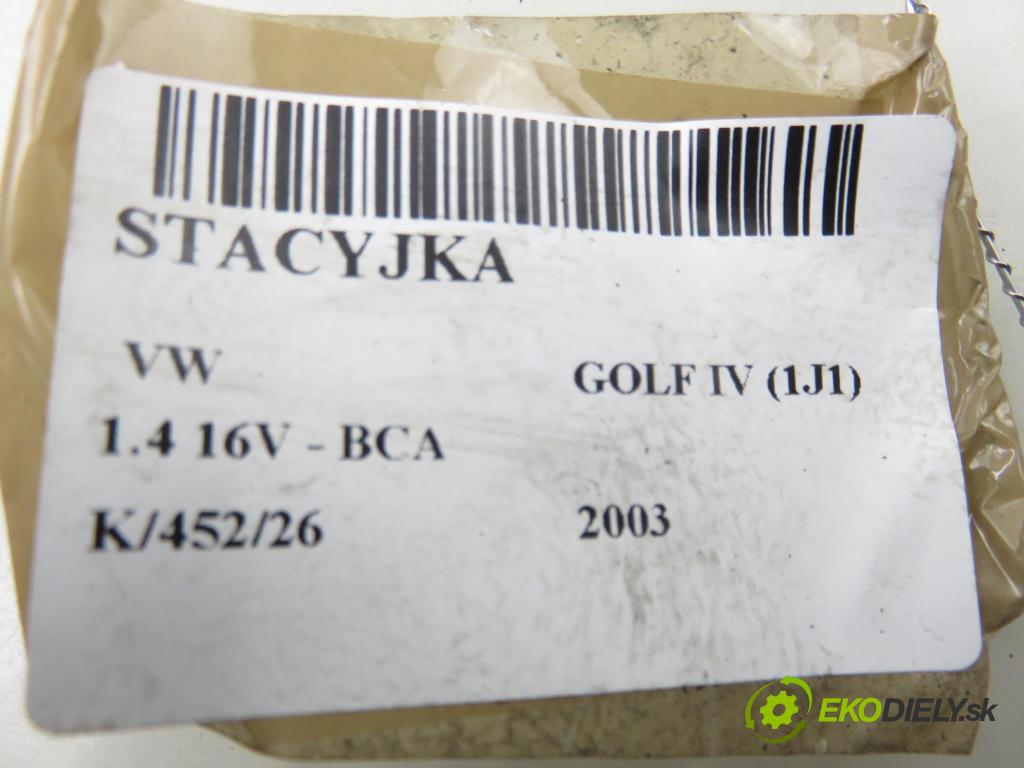 STACYJKA
VW GOLF IV (1J1)
1.4 16V - BCA
K/452/26 2003
EKODIELY.sk